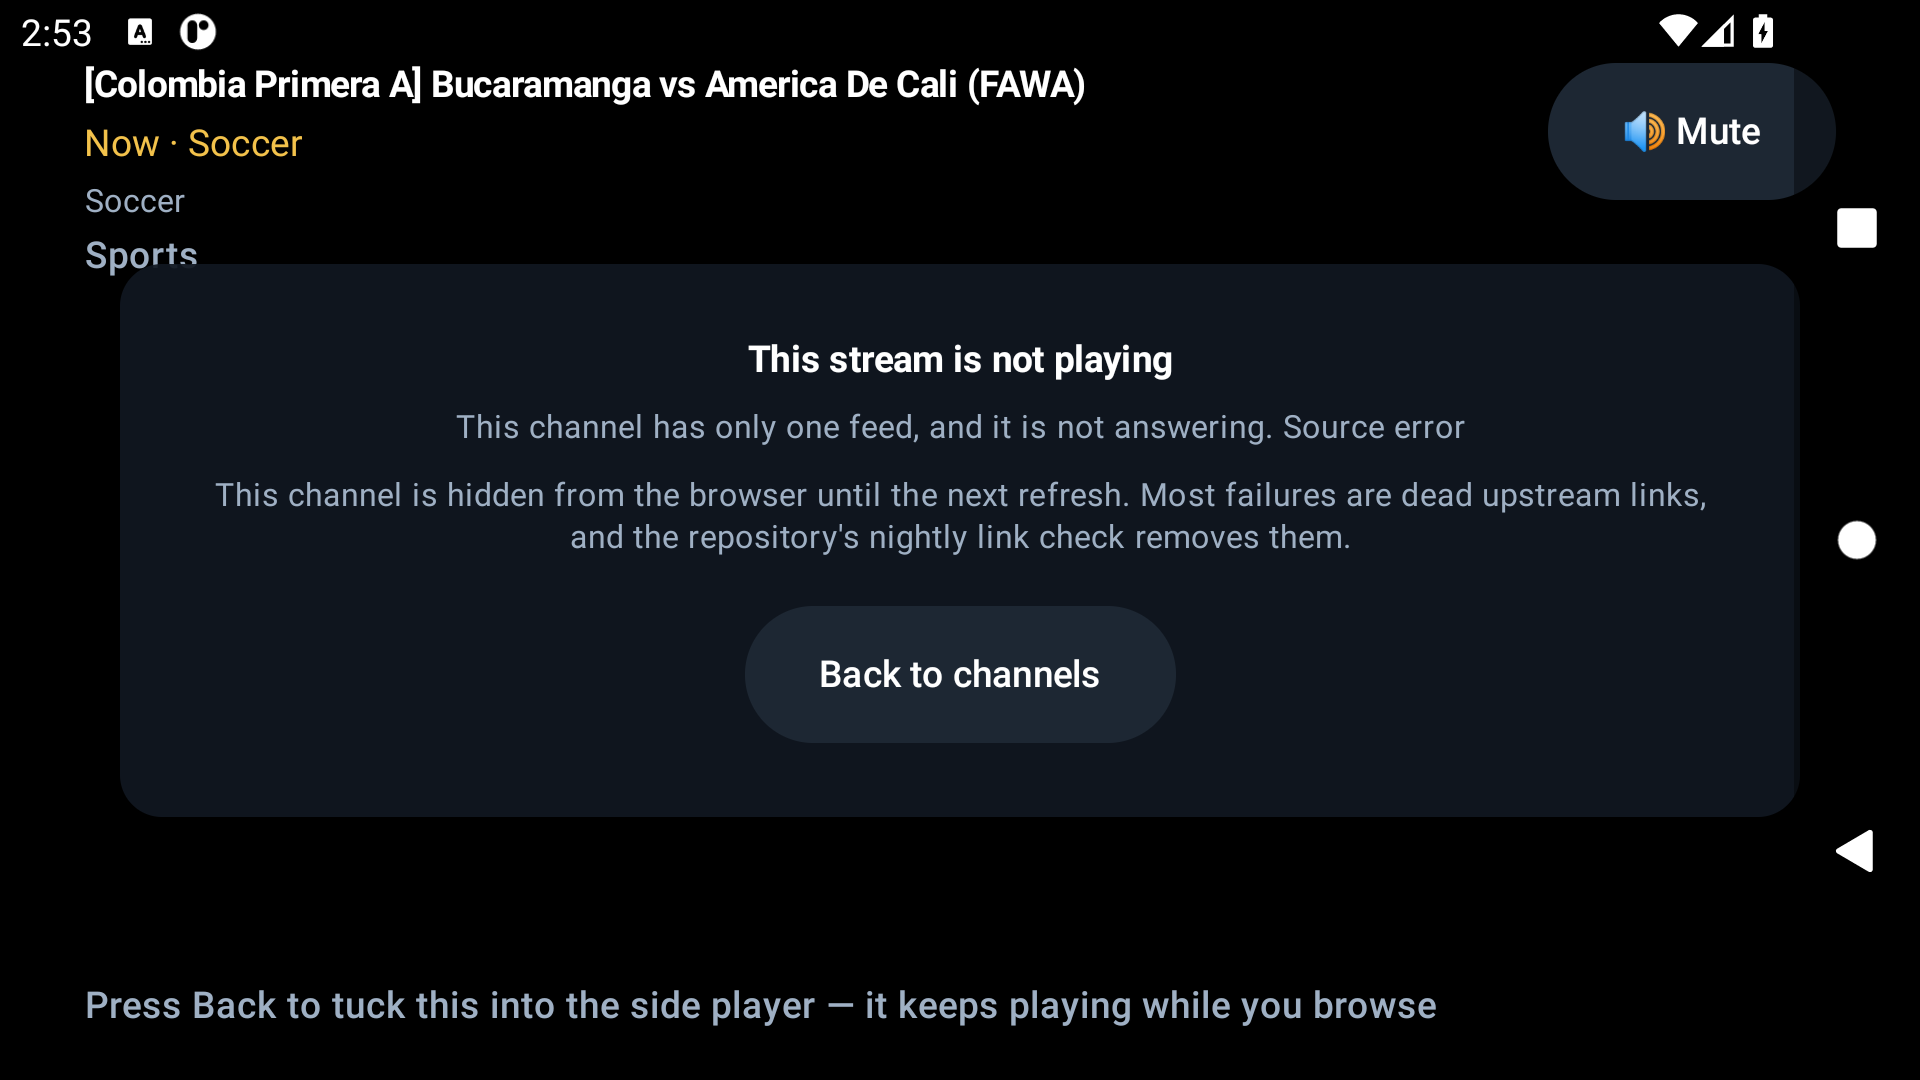 2:53
[Colombia Primera A] Bucaramanga vs America De Cali (FAWA)
Now · Soccer
Soccer
Sports
🔊 Mute
This stream is not playing
This channel has only one feed, and it is not answering. Source error
This channel is hidden from the browser until the next refresh. Most failures are dead upstream links,
and the repository's nightly link check removes them.
Back to channels
Press Back to tuck this into the side player — it keeps playing while you browse